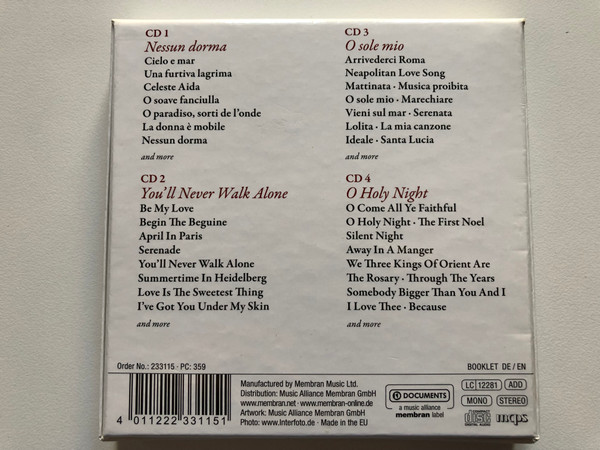 CD 1
Nessun dorma
Cielo e mar
Una furtiva lagrima
Celeste Aida
O soave fanciulla
O paradiso, sorti de l'onde
La donna è mobile
Nessun dorma
and more
CD 2
You'll Never Walk Alone
Be My Love
Begin The Beguine
April In Paris
Serenade
You'll Never Walk Alone
Summertime In Heidelberg
Love Is The Sweetest Thing
I've Got You Under My Skin
and more
CD 3
O sole mio
Arrivederci Roma
Neapolitan Love Song
Mattinata · Musica proibita
O sole mio · Marechiare
Vieni sul mar · Serenata
Lolita · La mia canzone
Ideale · Santa Lucia
and more
CD 4
O Holy Night
O Come All Ye Faithful
O Holy Night · The First Noel
Silent Night
Away In A Manger
We Three Kings Of Orient Are
The Rosary · Through The Years
Somebody Bigger Than You And I
I Love Thee · Because
and more
Order No.: 233115 · PC: 359
4 011222 331151
Manufactured by Membran Music Ltd.
Distribution: Music Alliance Membran GmbH
www.membran.net · www.membran-online.de
Artwork: Music Alliance Membran GmbH
Photo: www.Interfoto.de · Made in the EU
DOCUMENTS
a music alliance
membran label
BOOKLET DE / EN
LC 12281 ADD
MONO STEREO
COMPACT disc DIGITAL AUDIO
mcps